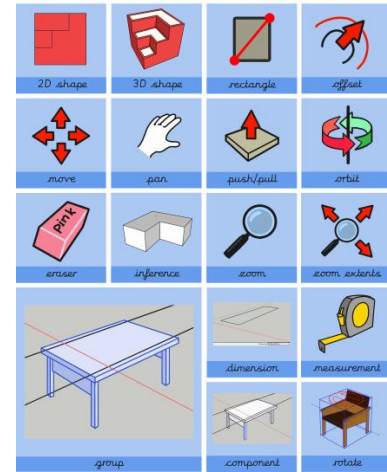 2D shape
3D shape
rectangle
offset
move
pan
push/pull
orbit
pink
eraser
inference
zoom
zoom extents
dimension
measurement
group
component
rotate